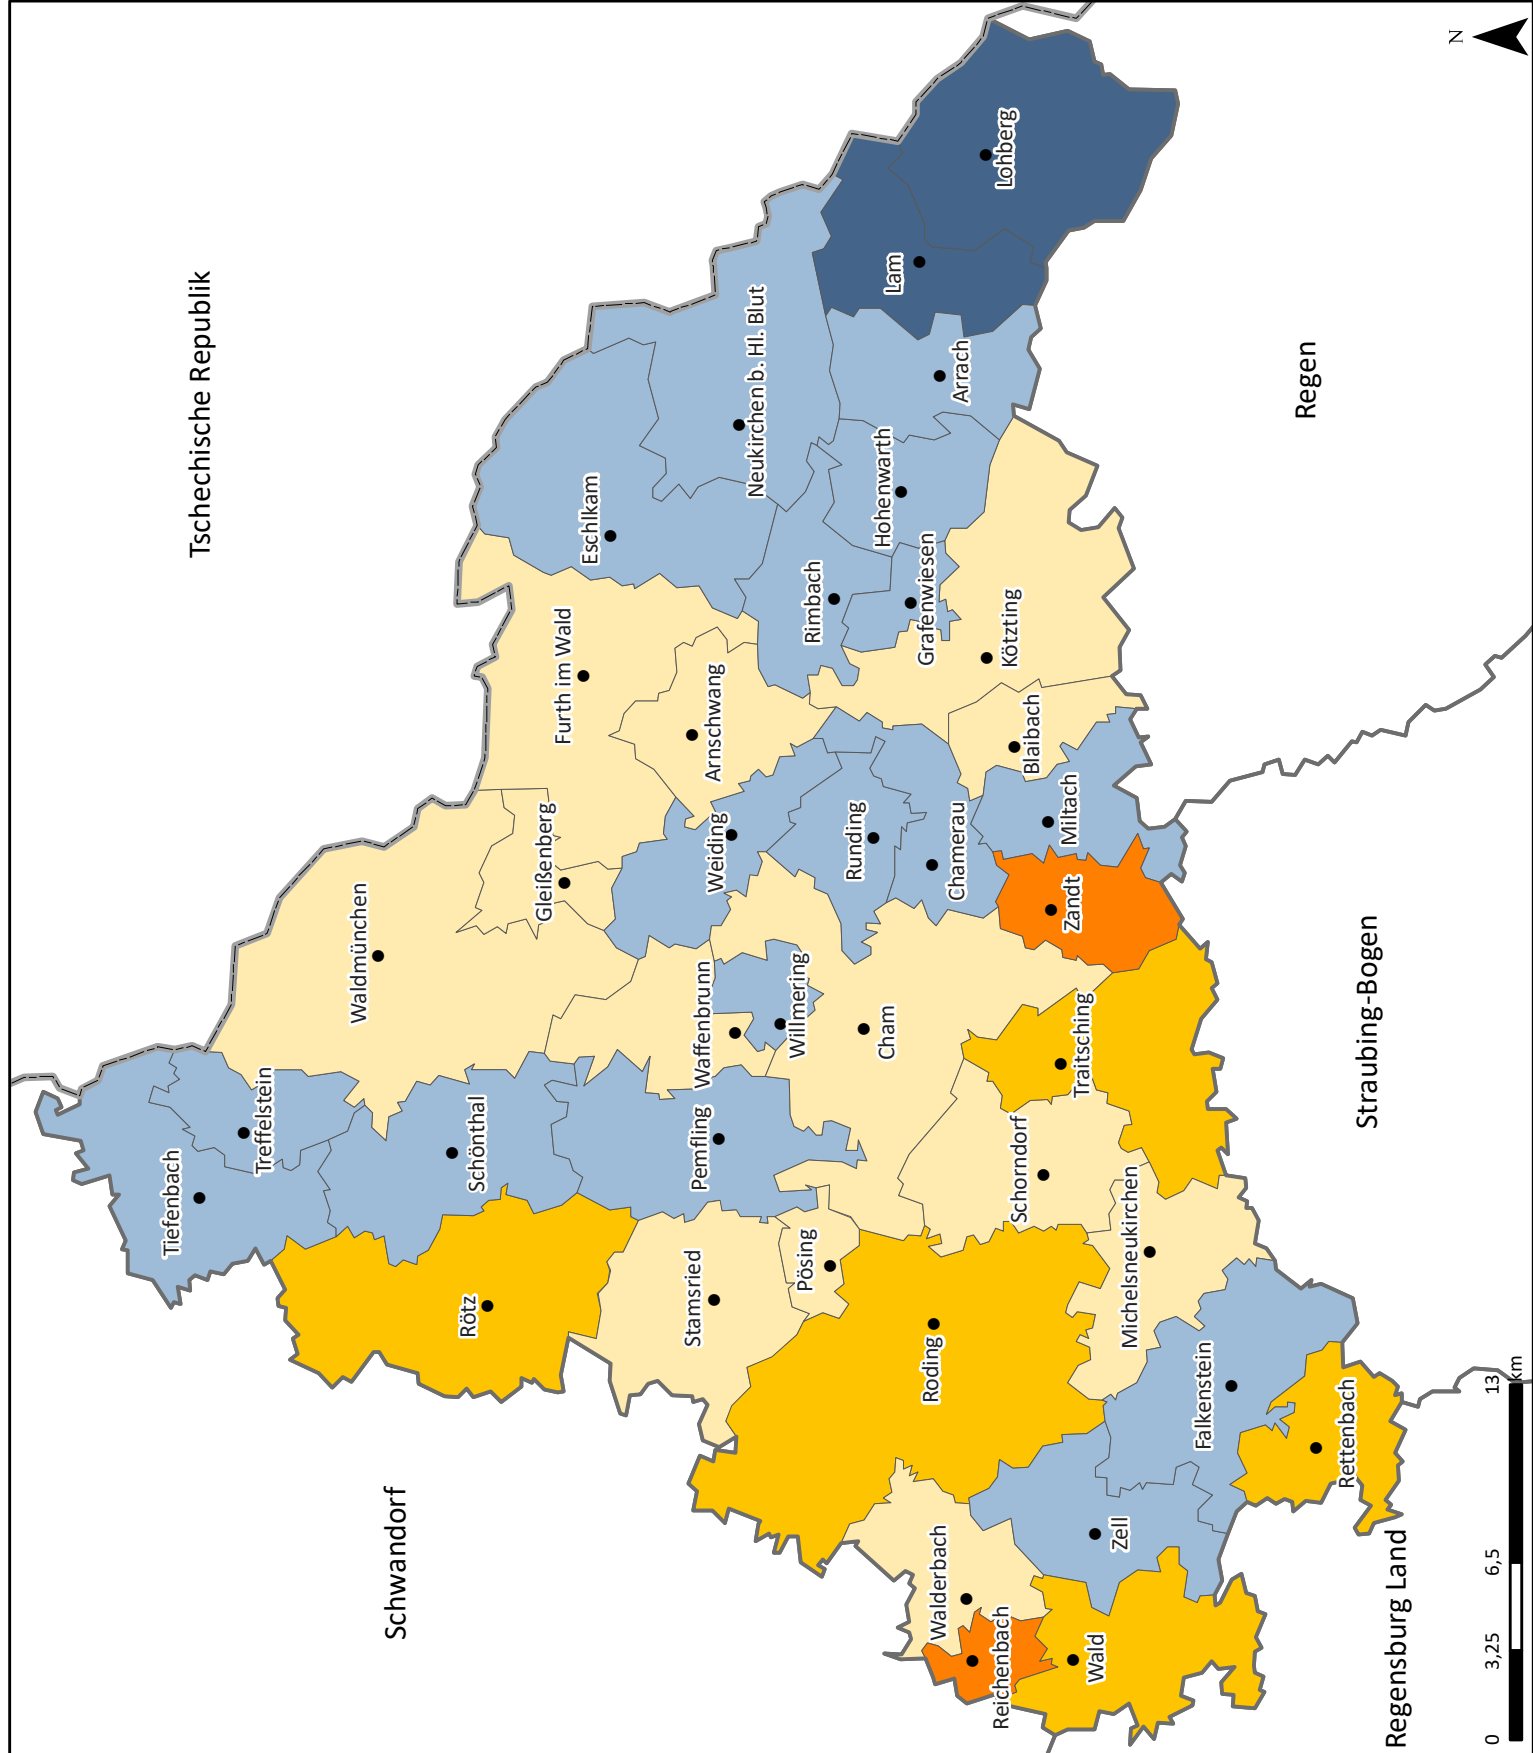 Tschechische Republik
Schwandorf
Regen
Straubing-Bogen
Regensburg Land
Tiefenbach
Treffelstein
Waldmünchen
Schönthal
Rötz
Gleißenberg
Furth im Wald
Eschlkam
Neukirchen b. Hl. Blut
Arnschwang
Weiding
Waffenbrunn
Willmering
Pemfling
Stamsried
Pösing
Cham
Runding
Chamerau
Rimbach
Hohenwarth
Grafenwiesen
Lam
Lohberg
Arrach
Kötzting
Blaibach
Miltach
Zandt
Traitsching
Schorndorf
Michelsneukirchen
Roding
Falkenstein
Rettenbach
Zell
Walderbach
Reichenbach
Wald
N
0 3,25 6,5 13
km